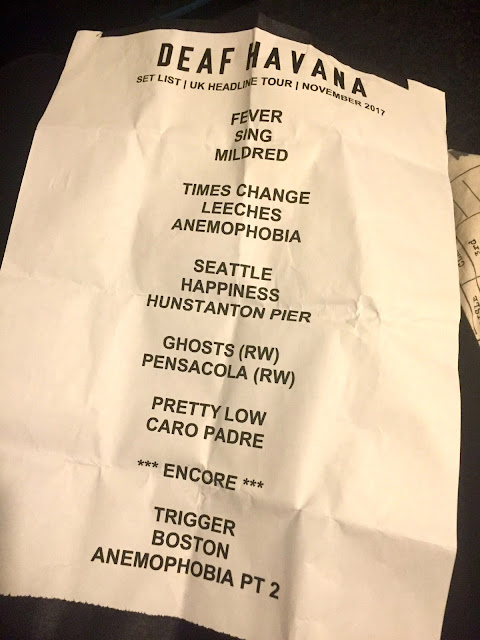 DEAF HAVANA
SET LIST | UK HEADLINE TOUR | NOVEMBER 2017
FEVER
SING
MILDRED
TIMES CHANGE
LEECHES
ANEMOPHOBIA
SEATTLE
HAPPINESS
HUNSTANTON PIER
GHOSTS (RW)
PENSACOLA (RW)
PRETTY LOW
CARO PADRE
*** ENCORE ***
TRIGGER
BOSTON
ANEMOPHOBIA PT 2